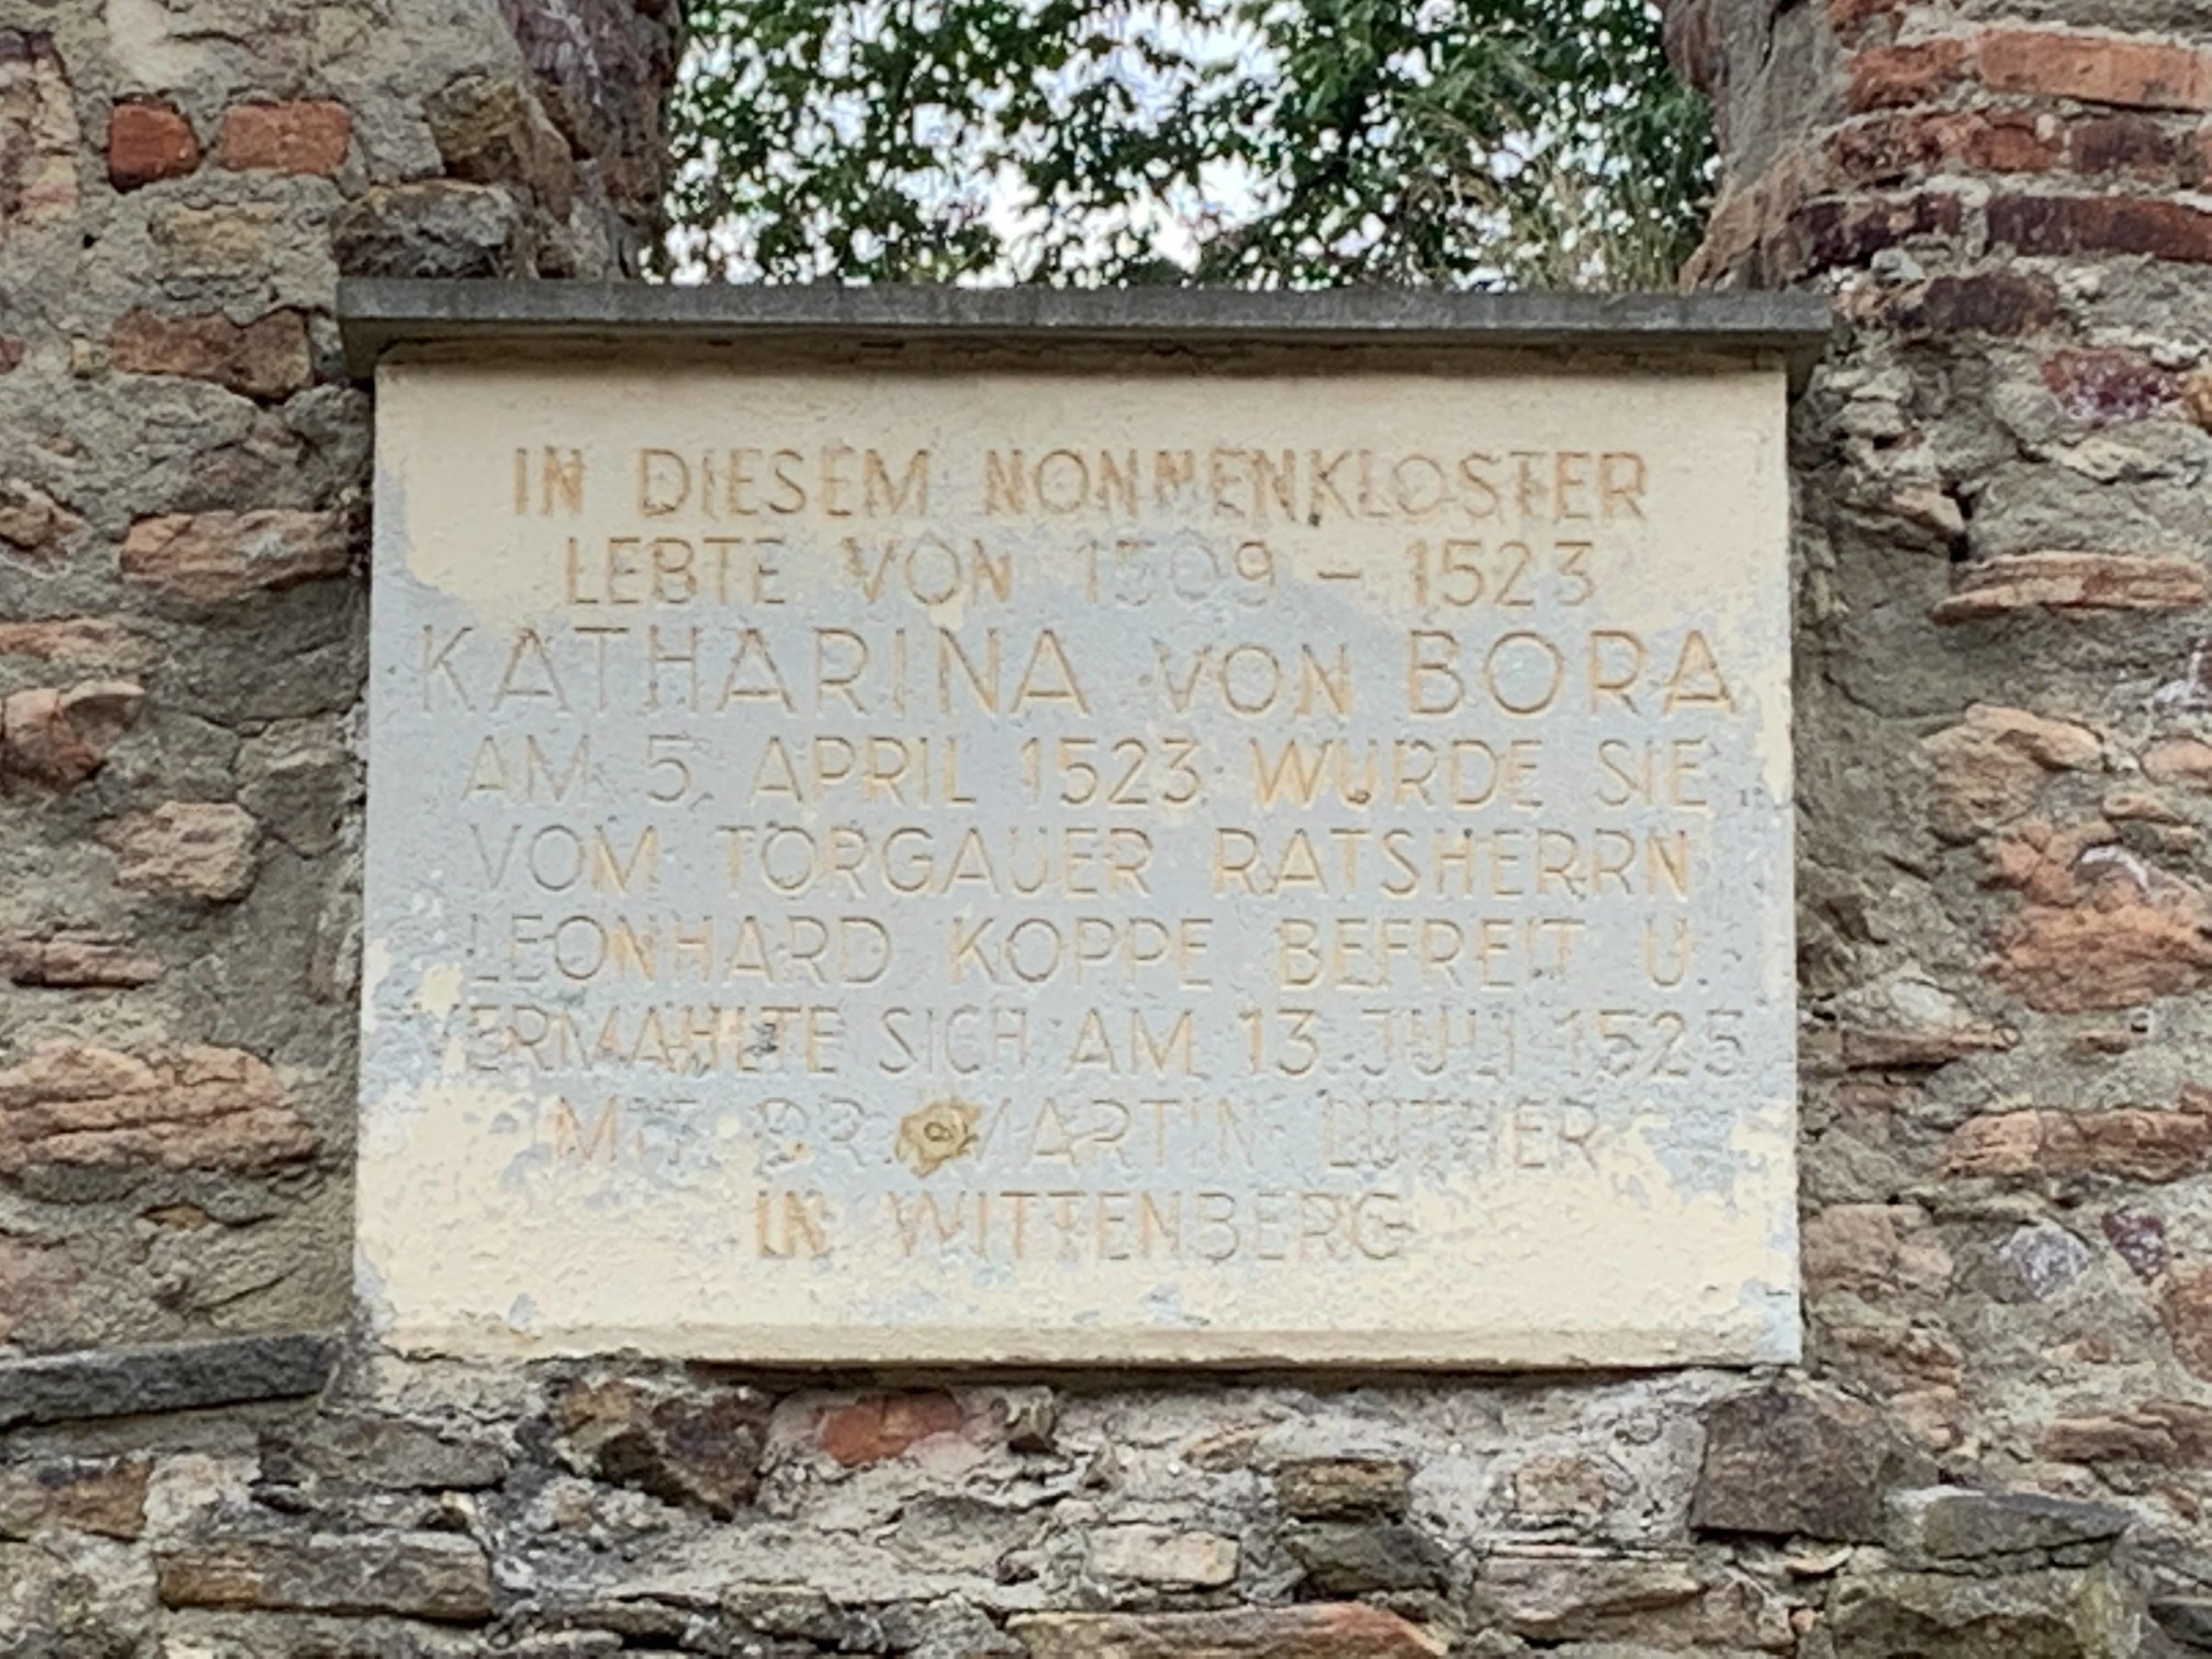 IN DIESEM NONNENKLOSTER
LEBTE VON 1509 - 1523
KATHARINA VON BORA
AM 5. APRIL 1523 WURDE SIE
VOM TORGAUER RATSHERRN
LEONHARD KOPPE BEFREIT U.
VERMÄHLTE SICH AM 13. JULI 1525
MIT DR. MARTIN LUTHER
IN WITTENBERG